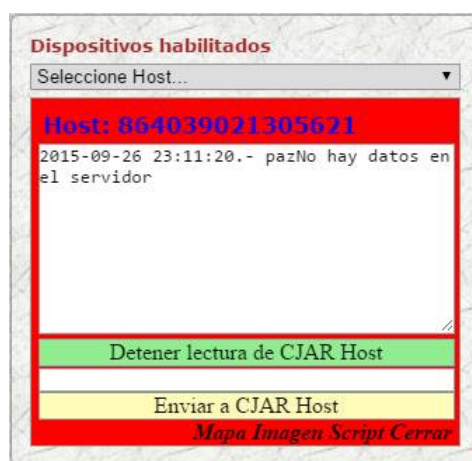 Dispositivos habilitados
Seleccione Host...
Host: 864039021305621
2015-09-26 23:11:20.- pazNo hay datos en
el servidor
Detener lectura de CJAR Host
Enviar a CJAR Host
Mapa Imagen Script Cerrar